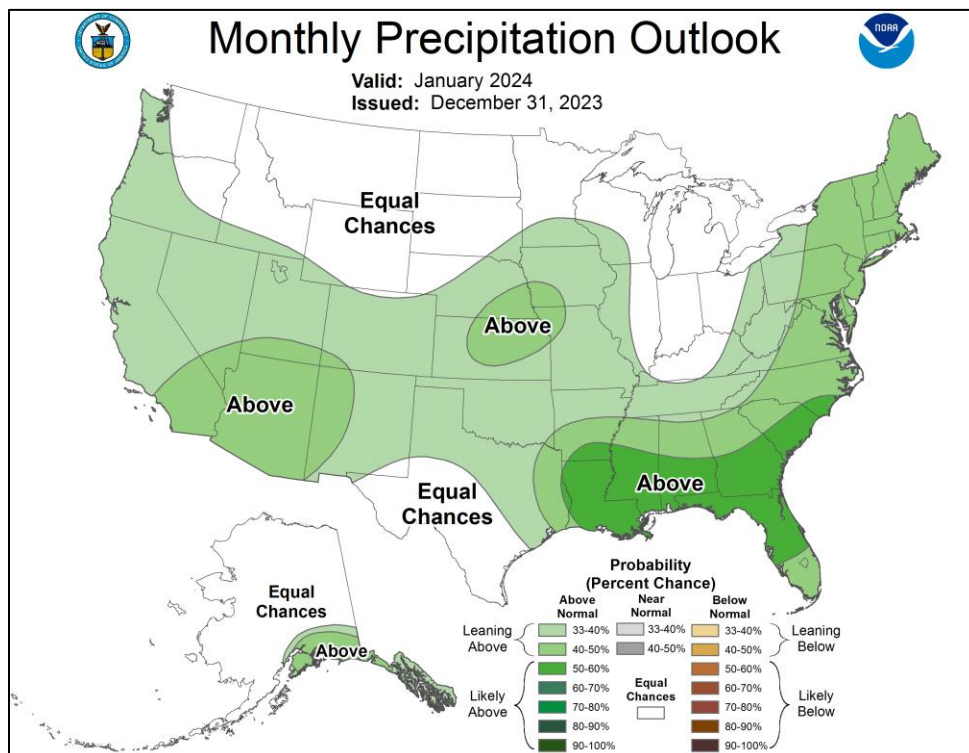 Monthly Precipitation Outlook
NOAA
Valid: January 2024
Issued: December 31, 2023
Equal
Chances
Above
Above
Above
Equal
Chances
Equal
Chances
Above
Probability
(Percent Chance)
Above
Normal
Near
Normal
Below
Normal
Leaning
Above
33-40%
40-50%
33-40%
40-50%
33-40%
40-50%
Leaning
Below
Likely
Above
50-60%
60-70%
70-80%
80-90%
90-100%
Equal
Chances
50-60%
60-70%
70-80%
80-90%
90-100%
Likely
Below